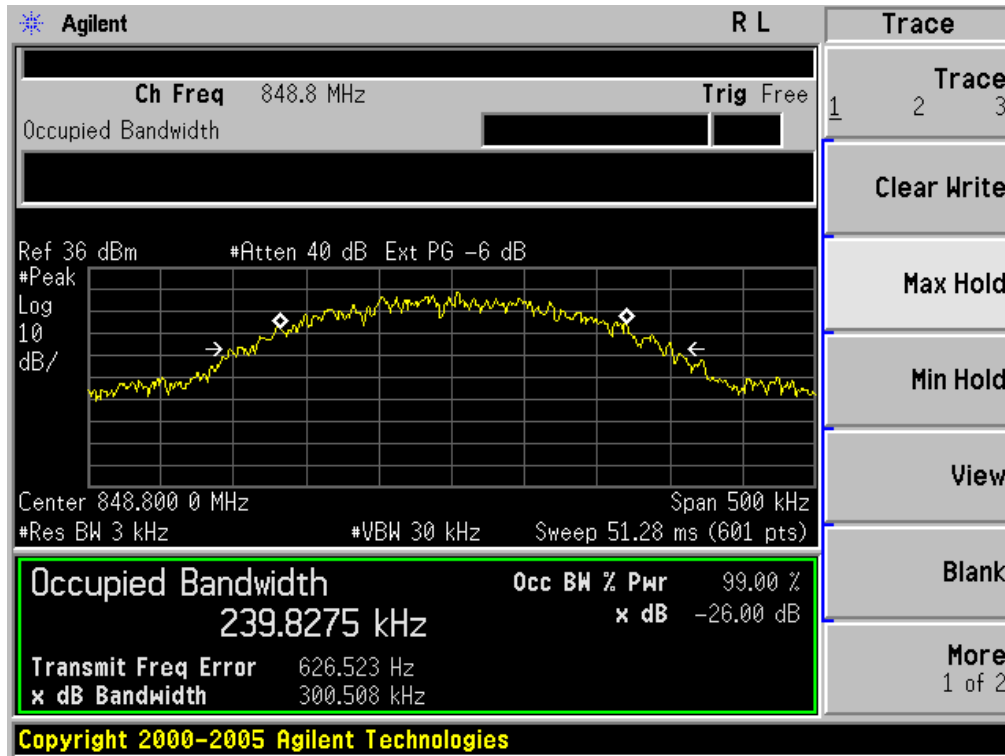 Agilent R L Trace
Ch Freq 848.8 MHz Trig Free
Occupied Bandwidth
Trace
1 2 3
Clear Write
Max Hold
Min Hold
View
Blank
More
1 of 2
Ref 36 dBm #Atten 40 dB Ext PG -6 dB
#Peak
Log
10
dB/
Center 848.800 0 MHz Span 500 kHz
#Res BW 3 kHz #VBW 30 kHz Sweep 51.28 ms (601 pts)
Occupied Bandwidth Occ BW % Pwr 99.00 %
239.8275 kHz x dB -26.00 dB
Transmit Freq Error 626.523 Hz
x dB Bandwidth 300.508 kHz
Copyright 2000-2005 Agilent Technologies